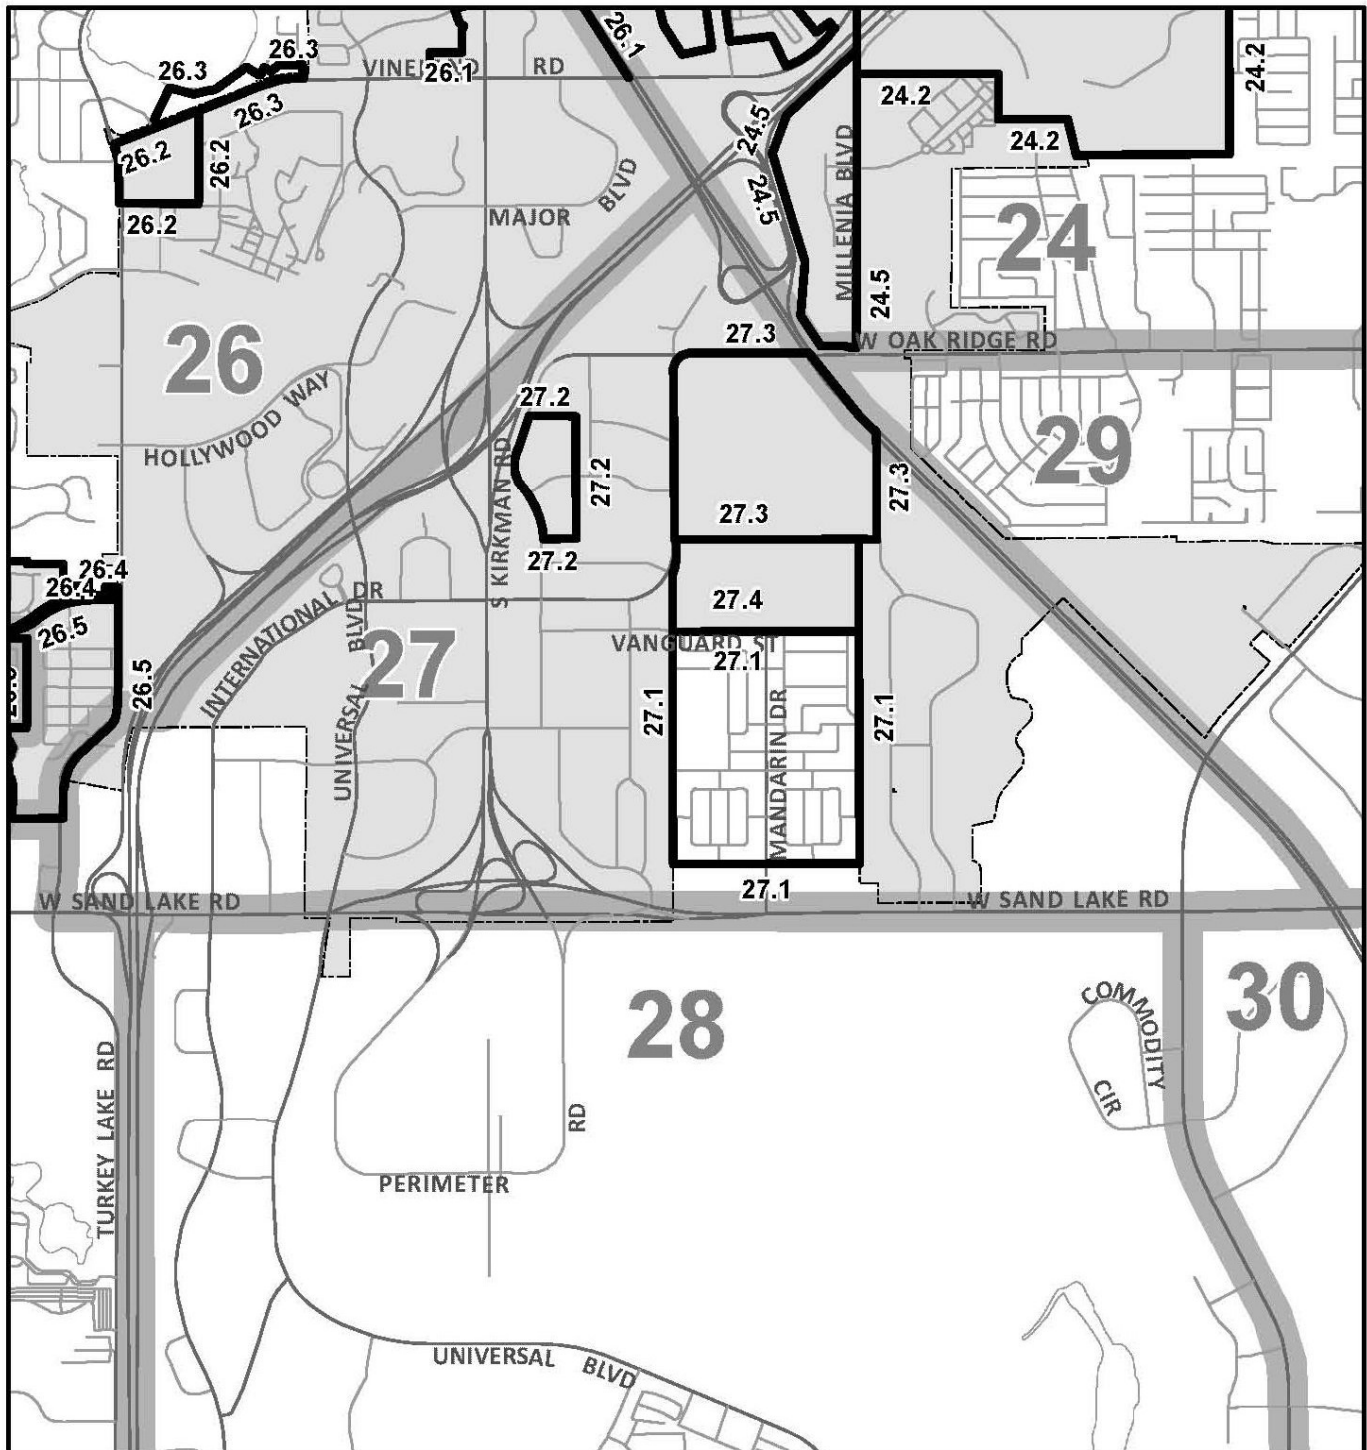 26.1
24.2
26.3
26.3
VINELAND RD
26.1
24.2
26.3
24.5
24.2
26.2
26.2
MILLENIA BLVD
24.5
26.2
MAJOR BLVD
24
24.5
W OAK RIDGE RD
27.3
26
HOLLYWOOD WAY
27.2
29
27.2
S KIRKMAN RD
27.3
27.3
27.2
26.4
26.4
26.5
INTERNATIONAL DR
27.4
UNIVERSAL BLVD
27
VANGUARD ST
27.1
26.5
27.1
27.1
MANDARIN DR
27.1
W SAND LAKE RD
W SAND LAKE RD
28
COMMODITY CIR
30
TURKEY LAKE RD
PERIMETER RD
UNIVERSAL BLVD